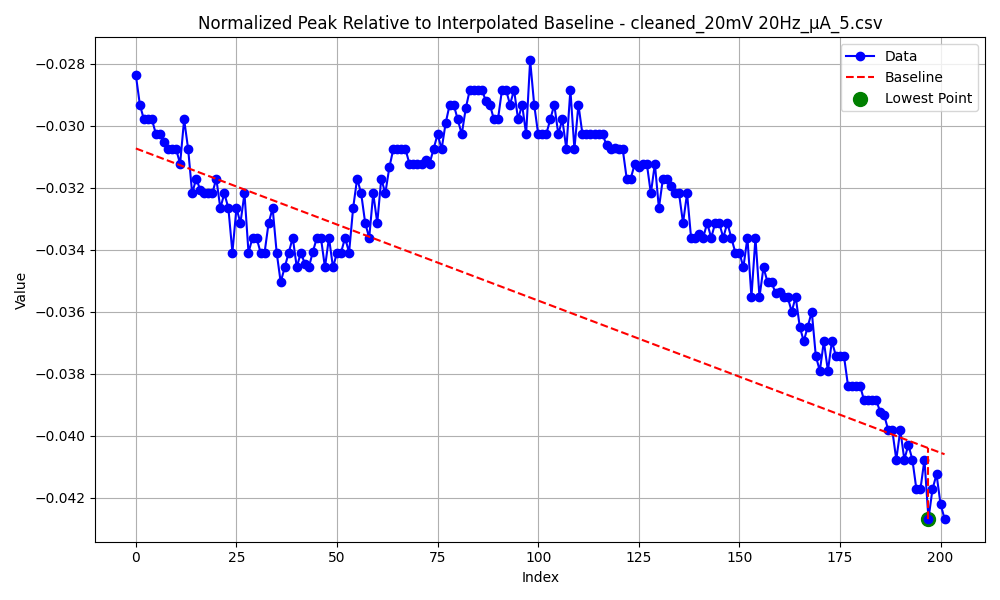 Normalized Peak Relative to Interpolated Baseline - cleaned_20mV 20Hz_µA_5.csv
Data
Baseline
Lowest Point
−0.028
−0.030
−0.032
−0.034
−0.036
−0.038
−0.040
−0.042
Value
0
25
50
75
100
125
150
175
200
Index